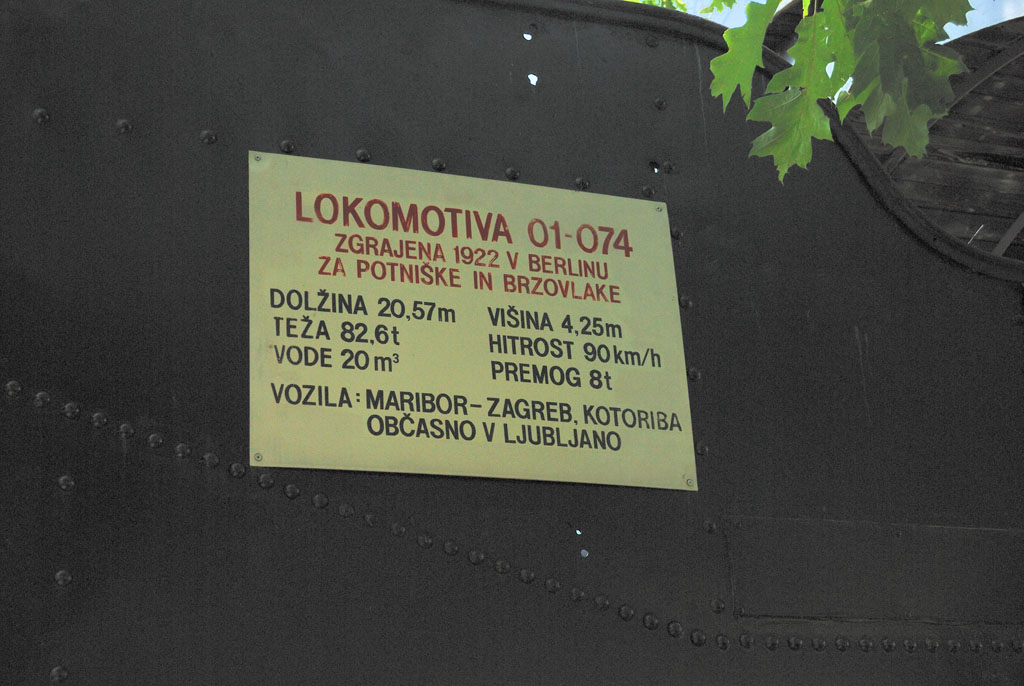 LOKOMOTIVA 01-074
ZGRAJENA 1922 V BERLINU
ZA POTNIŠKE IN BRZOVLAKE
DOLŽINA 20,57m VIŠINA 4,25m
TEŽA 82,6t HITROST 90km/h
VODE 20m³ PREMOG 8t
VOZILA: MARIBOR-ZAGREB, KOTORIBA
OBČASNO V LJUBLJANO